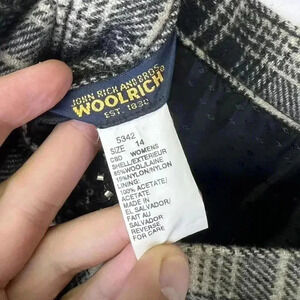 JOHN RICH AND BROS.
WOOLRICH
EST. 1830
5342
SIZE 14
CBD WOMENS
SHELL/EXTERIEUR
85%WOOL/LAINE
15%NYLON/NYLON
LINING:
100% ACETATE/
ACETATE
MADE IN
EL SALVADOR/
FAIT AU
SALVADOR
REVERSE
FOR CARE